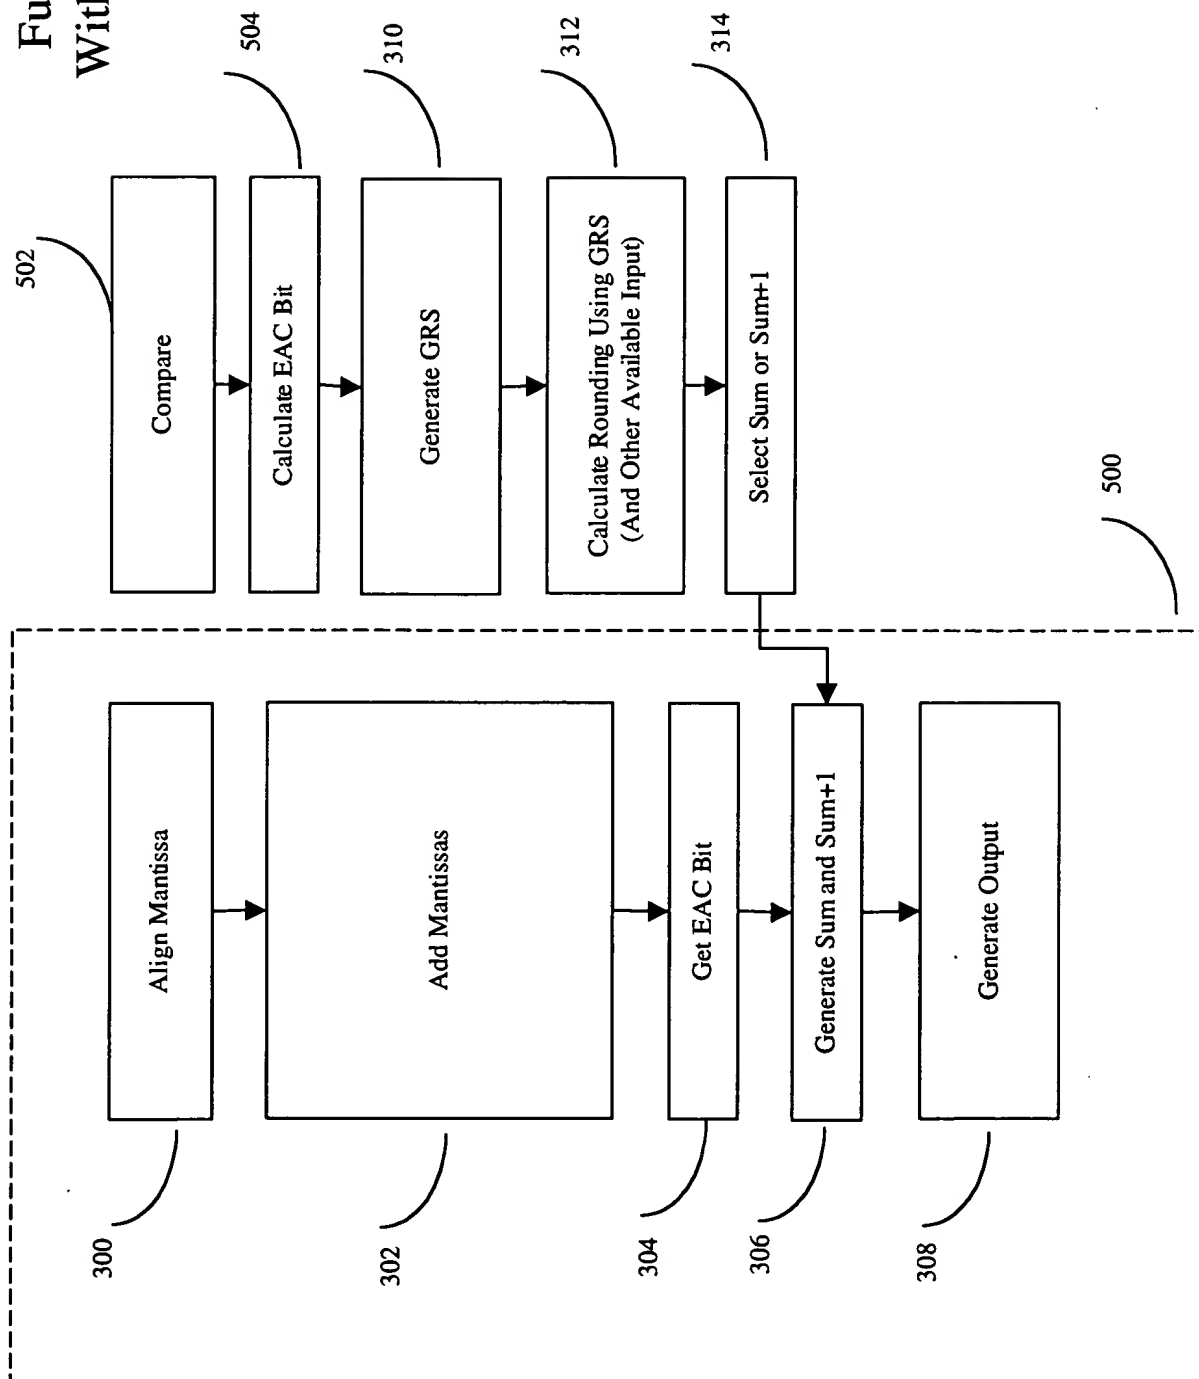 Fu
Wit
502
504
310
312
314
Compare
Calculate EAC Bit
Generate GRS
Calculate Rounding Using GRS
(And Other Available Input)
Select Sum or Sum+1
500
Align Mantissa
Add Mantissas
Get EAC Bit
Generate Sum and Sum+1
Generate Output
300
302
304
306
308